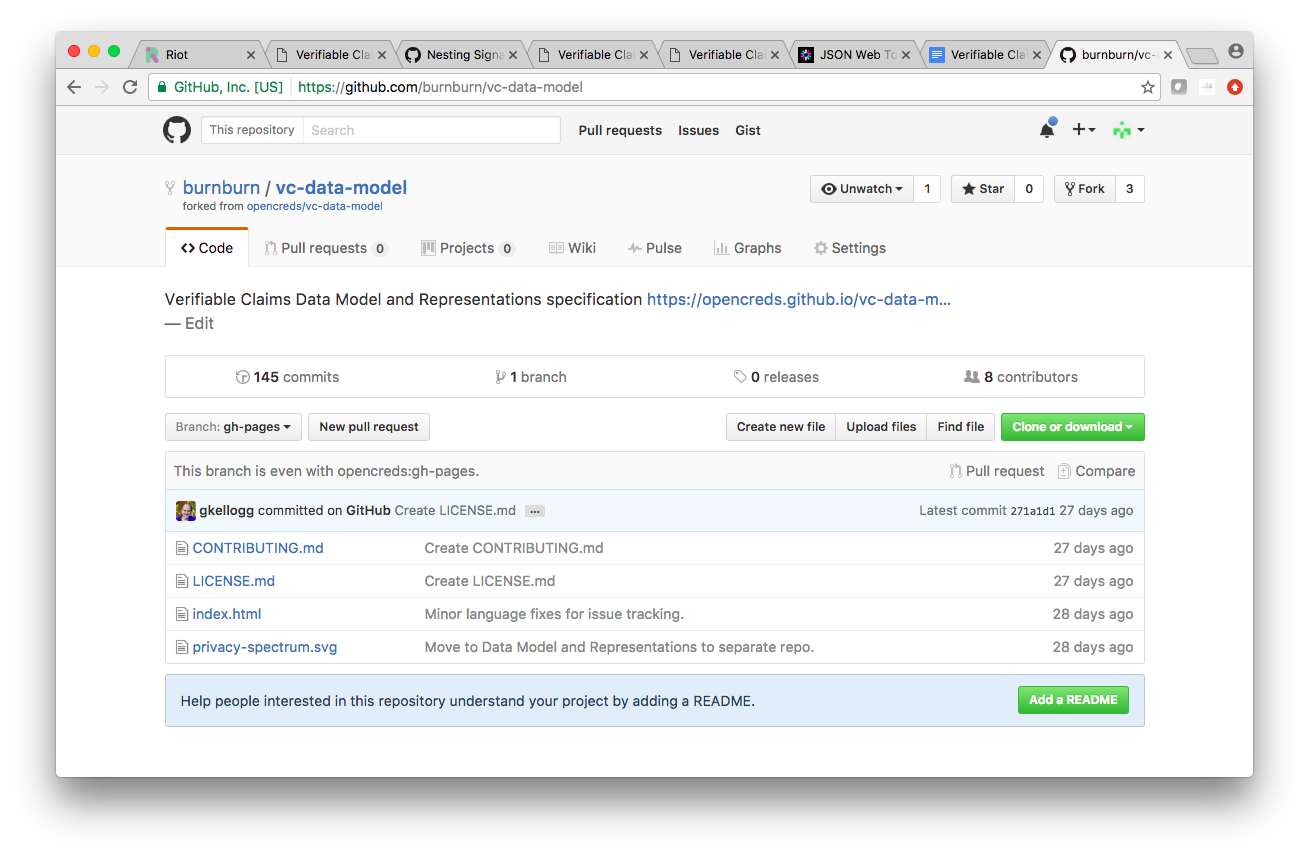 Riot
Verifiable Clai
Nesting Signa
Verifiable Cla
Verifiable Clai
JSON Web To
Verifiable Clai
burnburn/vc-
GitHub, Inc. [US] https://github.com/burnburn/vc-data-model
This repository Search Pull requests Issues Gist
burnburn / vc-data-model Unwatch 1 Star 0 Fork 3
forked from opencreds/vc-data-model
Code Pull requests 0 Projects 0 Wiki Pulse Graphs Settings
Verifiable Claims Data Model and Representations specification https://opencreds.github.io/vc-data-m...
— Edit
145 commits 1 branch 0 releases 8 contributors
Branch: gh-pages New pull request Create new file Upload files Find file Clone or download
This branch is even with opencreds:gh-pages. Pull request Compare
gkellogg committed on GitHub Create LICENSE.md ... Latest commit 271a1d1 27 days ago
CONTRIBUTING.md Create CONTRIBUTING.md 27 days ago
LICENSE.md Create LICENSE.md 27 days ago
index.html Minor language fixes for issue tracking. 28 days ago
privacy-spectrum.svg Move to Data Model and Representations to separate repo. 28 days ago
Help people interested in this repository understand your project by adding a README. Add a README